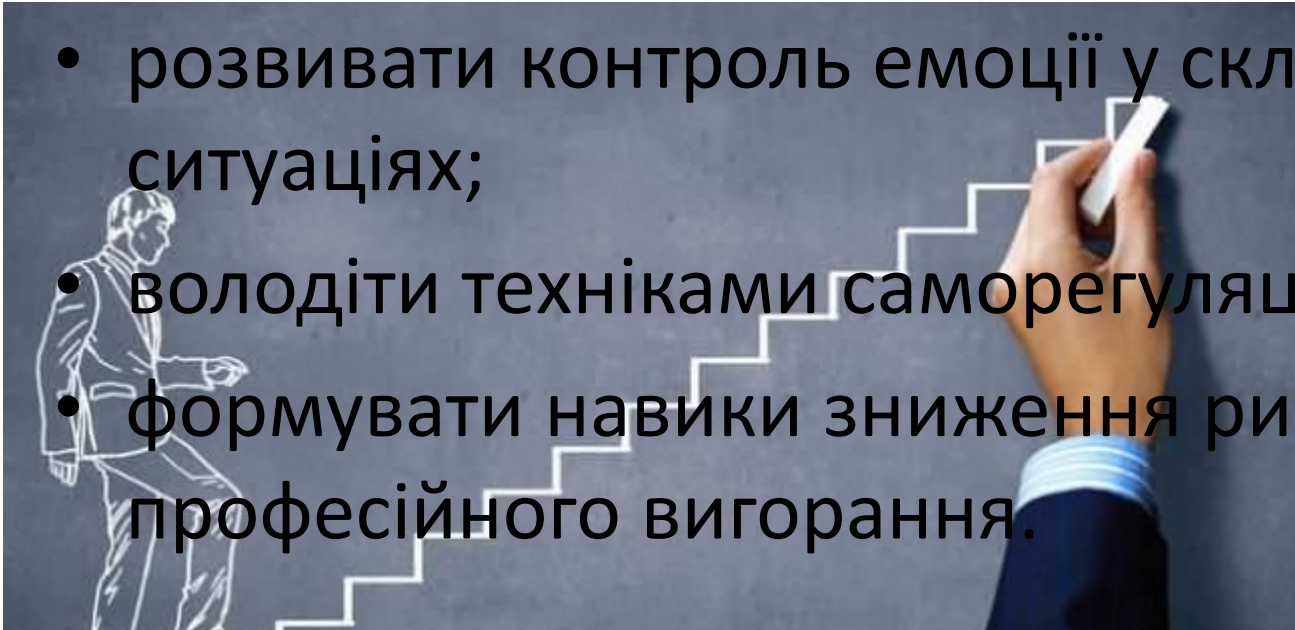 • розвивати контроль емоції у скл
ситуаціях;
• володіти техніками саморегуляц
• формувати навики зниження ри
професійного вигорання.